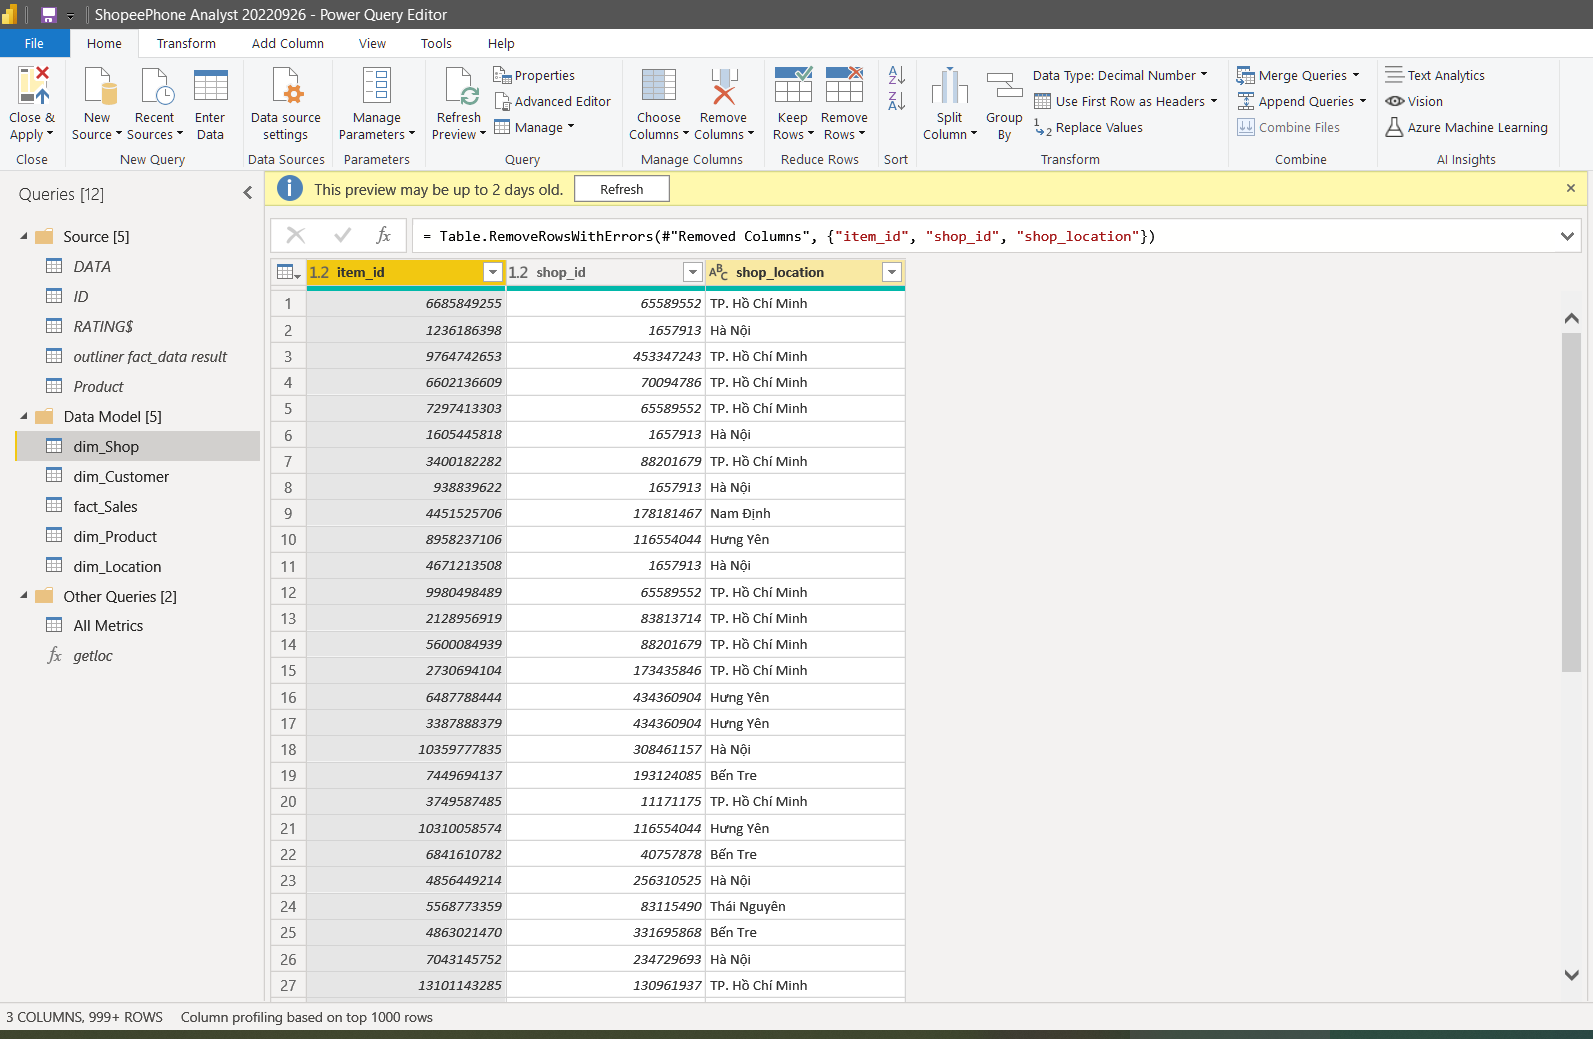 ShopeePhone Analyst 20220926 - Power Query Editor
File Home Transform Add Column View Tools Help
Close & Apply
New Source
Recent Sources
Enter Data
Data source settings
Manage Parameters
Refresh Preview
Properties
Advanced Editor
Manage
Choose Columns
Remove Columns
Keep Rows
Remove Rows
A
Z
Z
A
Split Column
Group By
Data Type: Decimal Number
Use First Row as Headers
1
2 Replace Values
Merge Queries
Append Queries
Combine Files
Text Analytics
Vision
Azure Machine Learning
Close New Query Data Sources Parameters Query Manage Columns Reduce Rows Sort Transform Combine AI Insights
Queries [12]
Source [5]
DATA
ID
RATING$
outliner fact_data result
Product
Data Model [5]
dim_Shop
dim_Customer
fact_Sales
dim_Product
dim_Location
Other Queries [2]
All Metrics
fx getloc
i This preview may be up to 2 days old. Refresh
fx = Table.RemoveRowsWithErrors(#"Removed Columns", {"item_id", "shop_id", "shop_location"})
1.2 item_id 1.2 shop_id ABC shop_location
1 6685849255 65589552 TP. Hồ Chí Minh
2 1236186398 1657913 Hà Nội
3 9764742653 453347243 TP. Hồ Chí Minh
4 6602136609 70094786 TP. Hồ Chí Minh
5 7297413303 65589552 TP. Hồ Chí Minh
6 1605445818 1657913 Hà Nội
7 3400182282 88201679 TP. Hồ Chí Minh
8 938839622 1657913 Hà Nội
9 4451525706 178181467 Nam Định
10 8958237106 116554044 Hưng Yên
11 4671213508 1657913 Hà Nội
12 9980498489 65589552 TP. Hồ Chí Minh
13 2128956919 83813714 TP. Hồ Chí Minh
14 5600084939 88201679 TP. Hồ Chí Minh
15 2730694104 173435846 TP. Hồ Chí Minh
16 6487788444 434360904 Hưng Yên
17 3387888379 434360904 Hưng Yên
18 10359777835 308461157 Hà Nội
19 7449694137 193124085 Bến Tre
20 3749587485 11171175 TP. Hồ Chí Minh
21 10310058574 116554044 Hưng Yên
22 6841610782 40757878 Bến Tre
23 4856449214 256310525 Hà Nội
24 5568773359 83115490 Thái Nguyên
25 4863021470 331695868 Bến Tre
26 7043145752 234729693 Hà Nội
27 13101143285 130961937 TP. Hồ Chí Minh
3 COLUMNS, 999+ ROWS Column profiling based on top 1000 rows